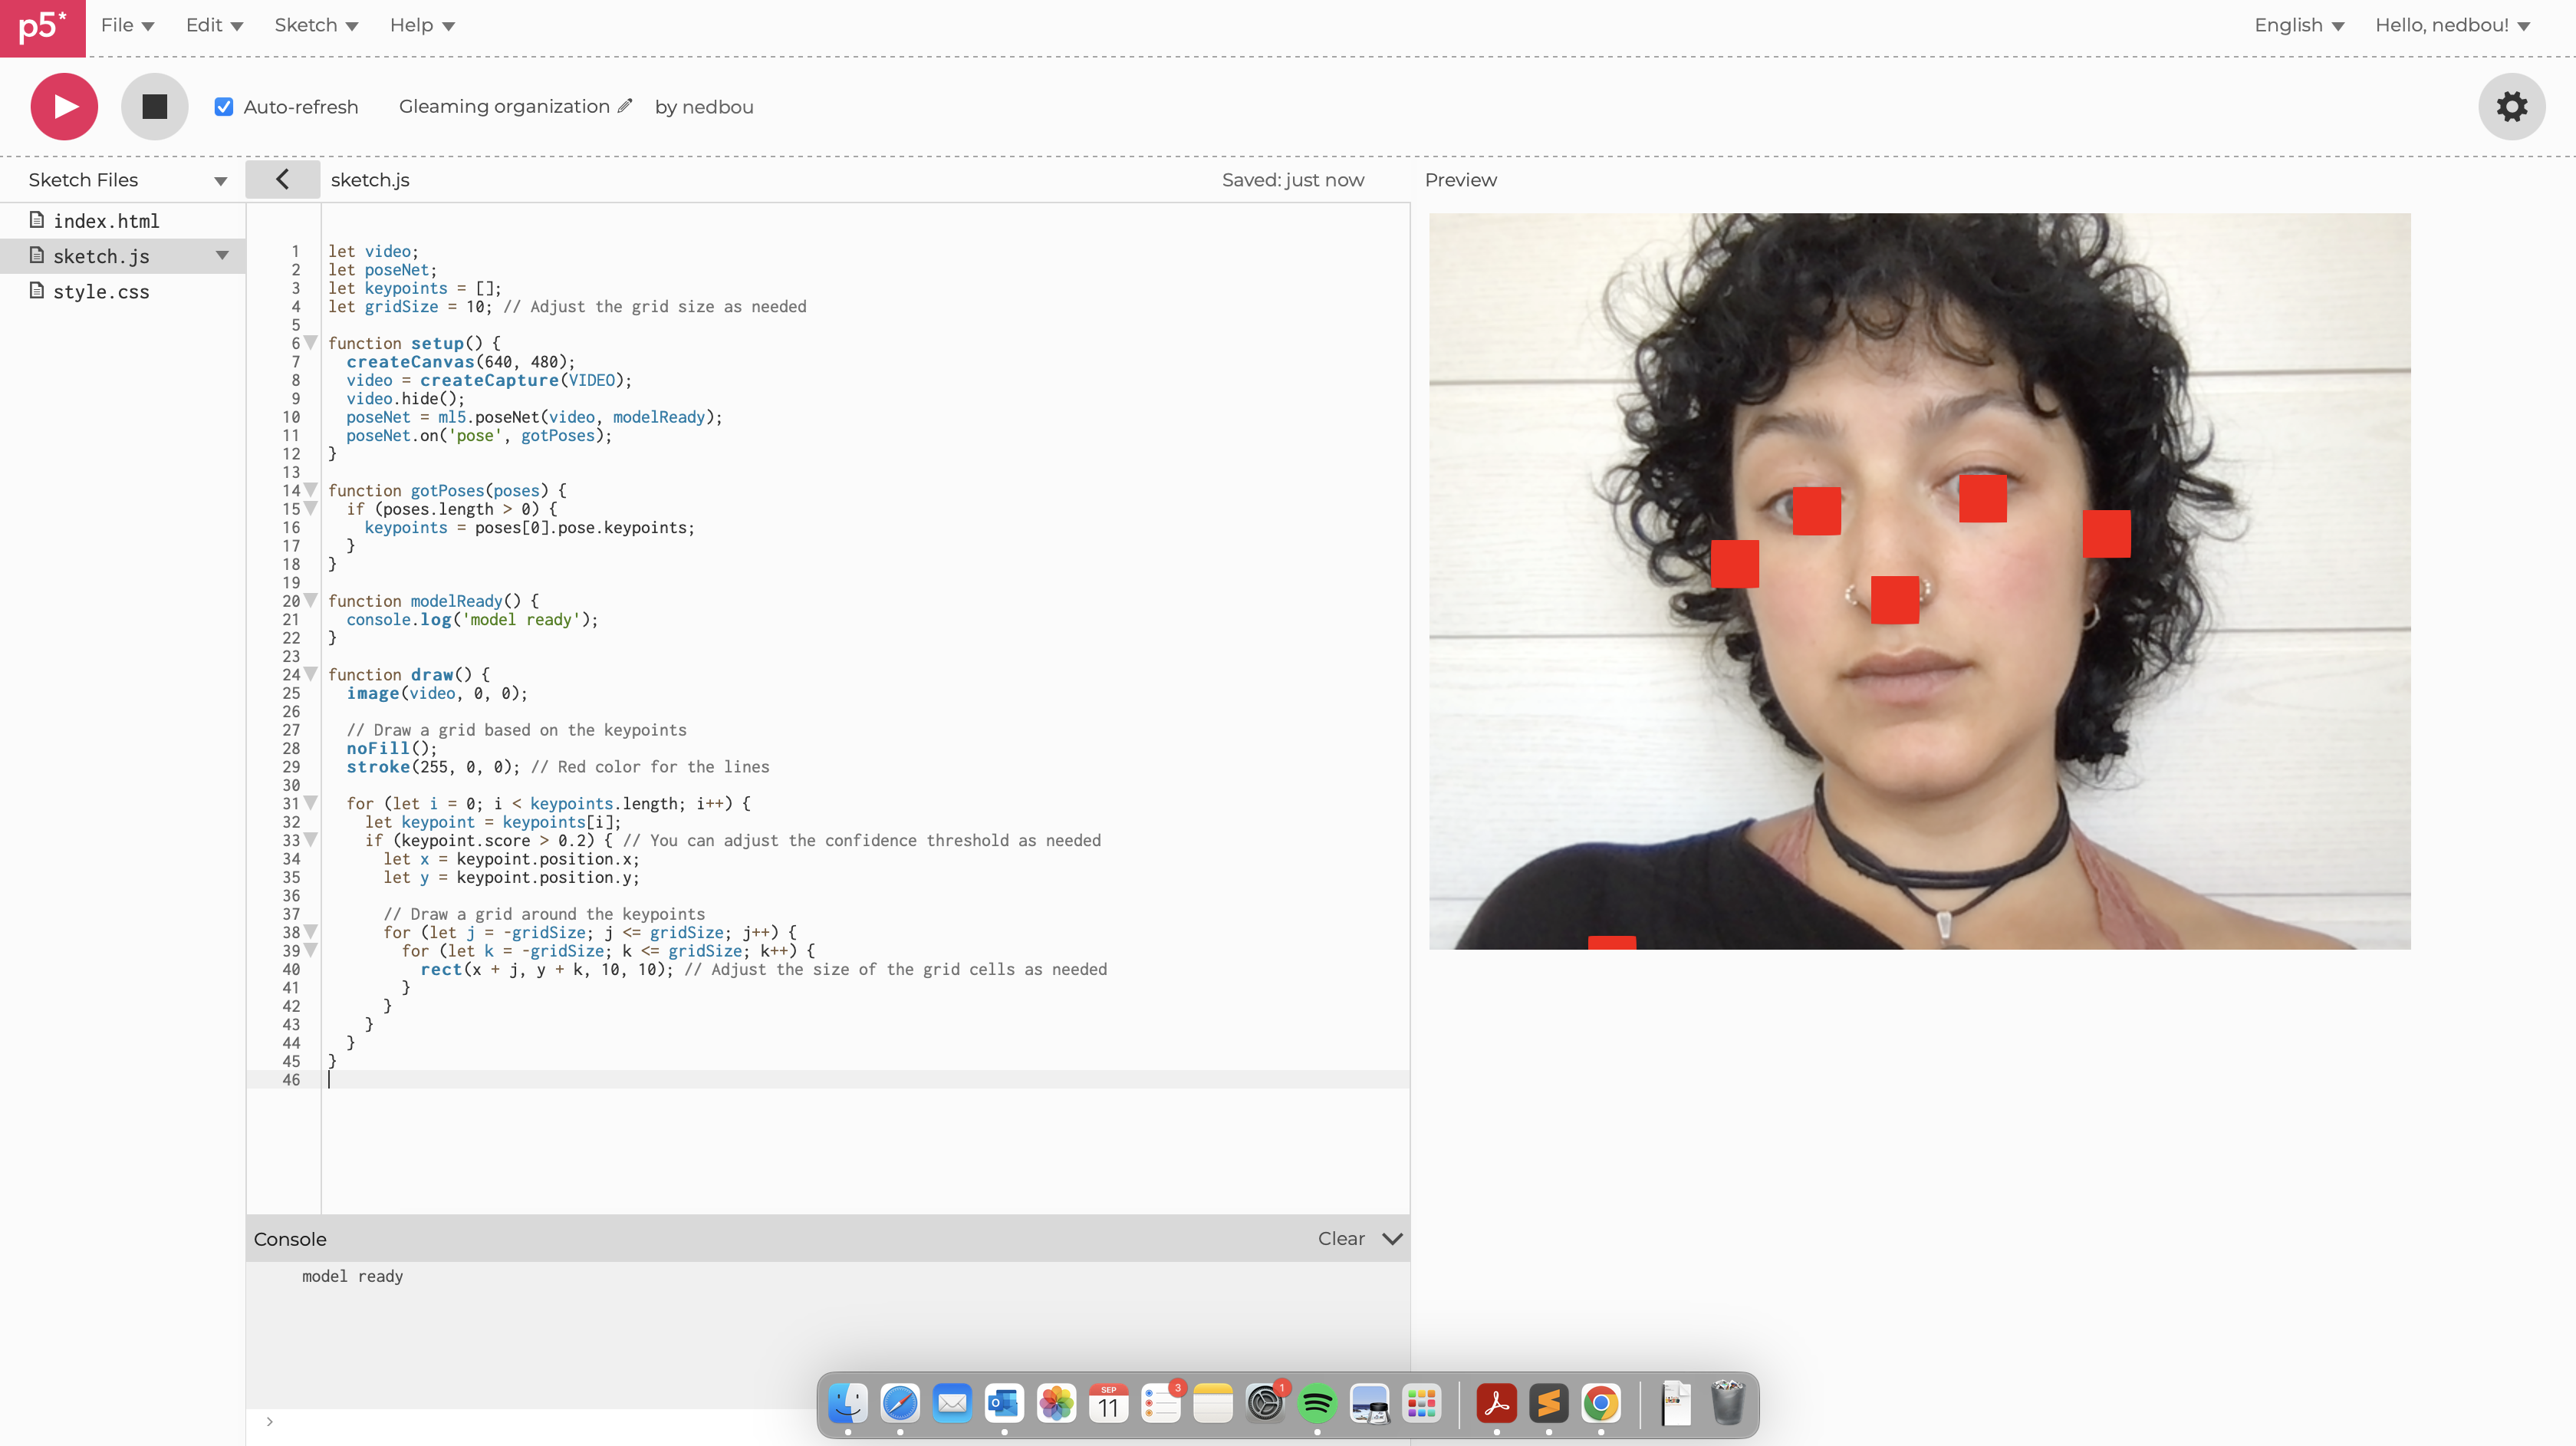 p5* File Edit Sketch Help English Hello, nedbou!
Auto-refresh Gleaming organization by nedbou
Sketch Files sketch.js Saved: just now Preview
index.html
sketch.js
style.css
1 let video;
2 let poseNet;
3 let keypoints = [];
4 let gridSize = 10; // Adjust the grid size as needed
5
6 function setup() {
7 createCanvas(640, 480);
8 video = createCapture(VIDEO);
9 video.hide();
10 poseNet = ml5.poseNet(video, modelReady);
11 poseNet.on('pose', gotPoses);
12 }
13
14 function gotPoses(poses) {
15 if (poses.length > 0) {
16 keypoints = poses[0].pose.keypoints;
17 }
18 }
19
20 function modelReady() {
21 console.log('model ready');
22 }
23
24 function draw() {
25 image(video, 0, 0);
26
27 // Draw a grid based on the keypoints
28 noFill();
29 stroke(255, 0, 0); // Red color for the lines
30
31 for (let i = 0; i < keypoints.length; i++) {
32 let keypoint = keypoints[i];
33 if (keypoint.score > 0.2) { // You can adjust the confidence threshold as needed
34 let x = keypoint.position.x;
35 let y = keypoint.position.y;
36
37 // Draw a grid around the keypoints
38 for (let j = -gridSize; j <= gridSize; j++) {
39 for (let k = -gridSize; k <= gridSize; k++) {
40 rect(x + j, y + k, 10, 10); // Adjust the size of the grid cells as needed
41 }
42 }
43 }
44 }
45 }
46
Console Clear
model ready
>
SEP 3 1
11